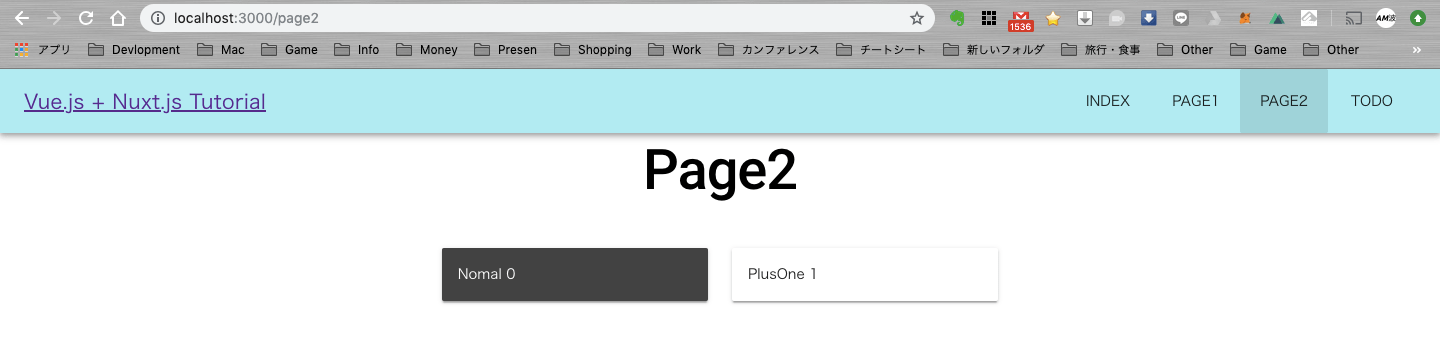 localhost:3000/page2
1536
アプリ Devlopment Mac Game Info Money Presen Shopping Work カンファレンス チートシート 新しいフォルダ 旅行・食事 Other Game Other »
Vue.js + Nuxt.js Tutorial INDEX PAGE1 PAGE2 TODO
Page2
Nomal 0 PlusOne 1